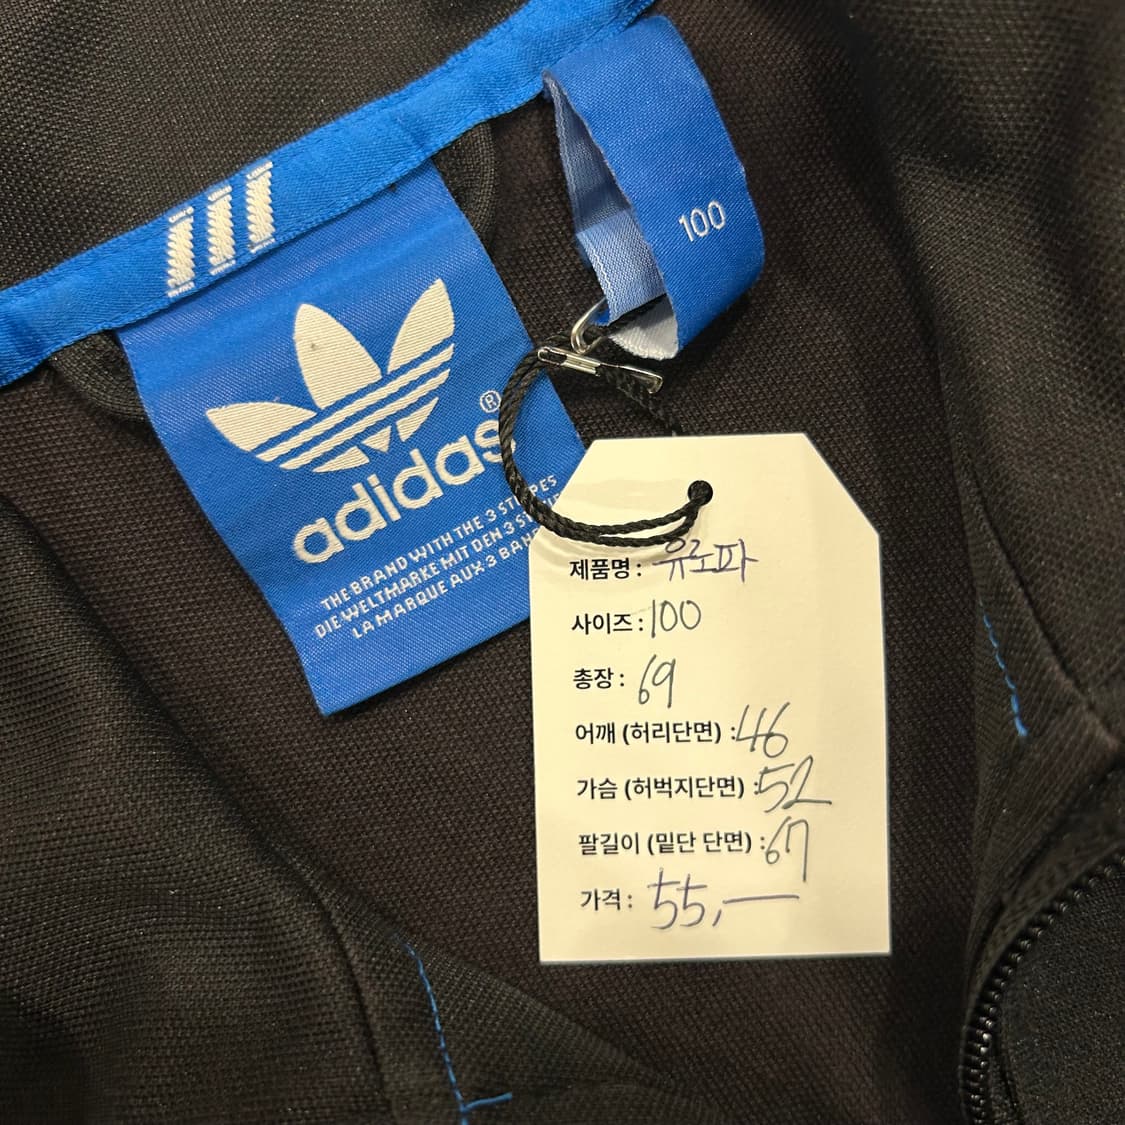 100
®
adidas
THE BRAND WITH THE 3 STRIPES
DIE WELTMARKE MIT DEN 3
LA MARQUE AUX 3
제품명 : 유로파
사이즈 : 100
총장 : 69
어깨 (허리단면) : 46
가슴 (허벅지단면) : 52
팔길이 (밑단 단면) : 67
가격 : 55,—